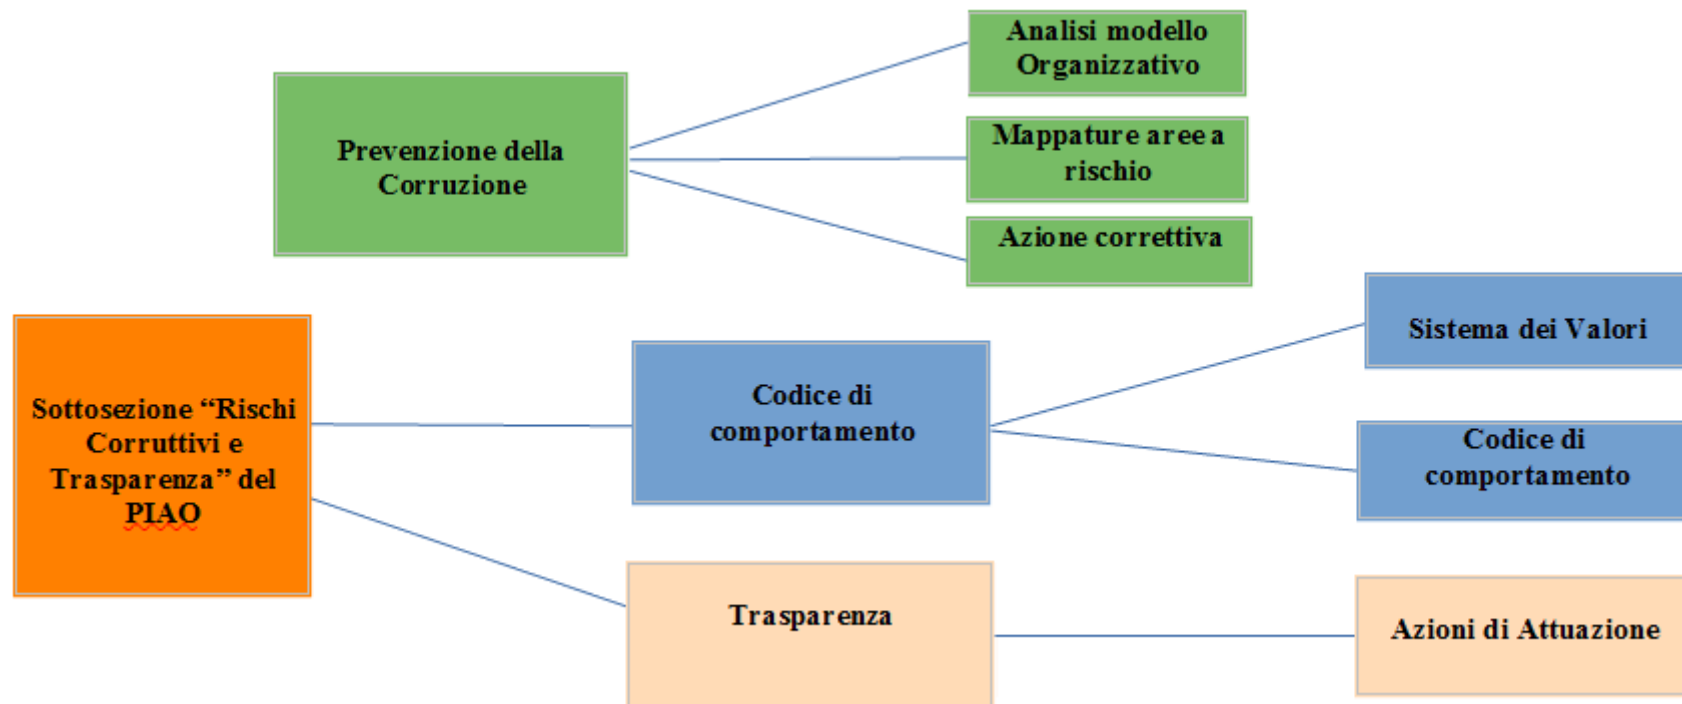 Analisi modello
Organizzativo
Prevenzione della
Corruzione
Mappature aree a
rischio
Azione correttiva
Sottosezione “Rischi
Corruttivi e
Trasparenza” del
PIAO
Codice di
comportamento
Sistema dei Valori
Codice di
comportamento
Trasparenza
Azioni di Attuazione